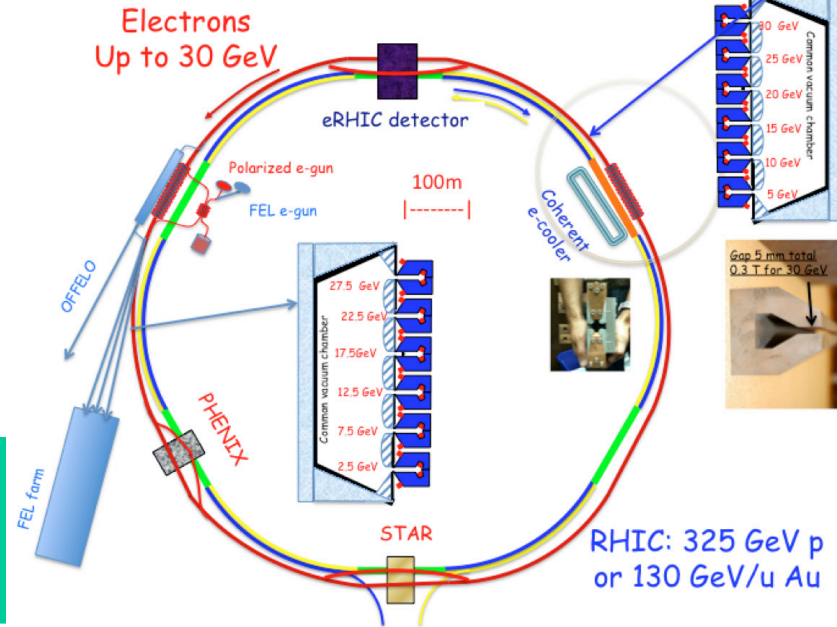 Electrons
Up to 30 GeV
eRHIC detector
Polarized e-gun
FEL e-gun
100m
|--------|
Coherent
e-cooler
30 GeV
25 GeV
20 GeV
15 GeV
10 GeV
5 GeV
Common vacuum chamber
Gap 5 mm total
0.3 T for 30 GeV
OFFELO
27.5 GeV
22.5 GeV
17.5GeV
12.5 GeV
7.5 GeV
2.5 GeV
Common vacuum chamber
PHENIX
FEL farm
STAR
RHIC: 325 GeV p
or 130 GeV/u Au